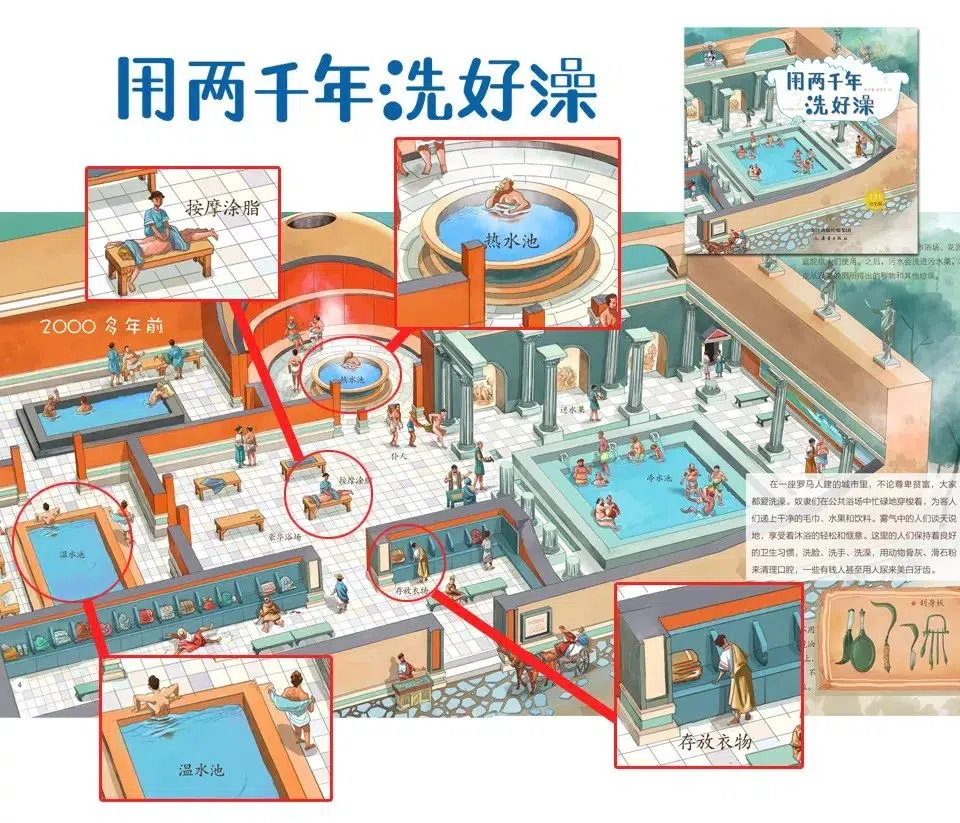 用两千年洗好澡
用两千年
洗好澡
按摩涂脂
热水池
2000 多年前
热水池
送水果
仆人
冷水池
按摩涂脂
豪华浴场
温水池
存放衣物
在一座罗马人建的城市里，不论尊卑贫富，大家
都爱洗澡。奴隶们在公共浴场中忙碌地穿梭着，为客人
们递上干净的毛巾、水果和饮料。雾气中的人们谈天说
地，享受着沐浴的轻松和惬意。这里的人们保持着良好
的卫生习惯，洗脸、洗手、洗澡，用动物骨灰、滑石粉
来清理口腔，一些有钱人甚至用人尿来美白牙齿。
刮身板
4
温水池
存放衣物